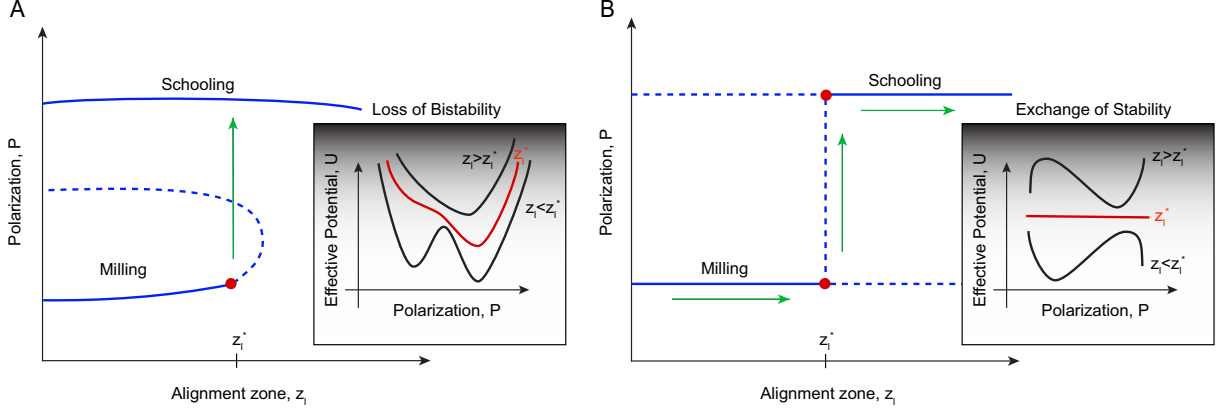 A
Polarization, P
Schooling
Milling
z_l^*
Alignment zone, z_l
Loss of Bistability
Effective Potential, U
z_l>z_l^*
z_l^*
z_l<z_l^*
Polarization, P
B
Polarization, P
Schooling
Milling
z_l^*
Alignment zone, z_l
Exchange of Stability
Effective Potential, U
z_l>z_l^*
z_l^*
z_l<z_l^*
Polarization, P